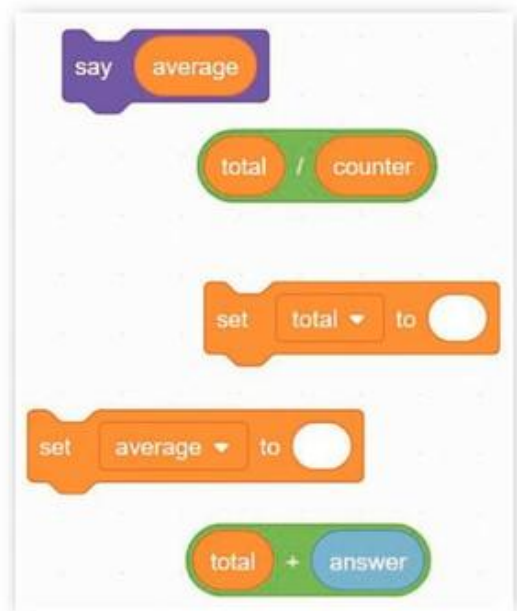 say average
total / counter
set total to
set average to
total + answer